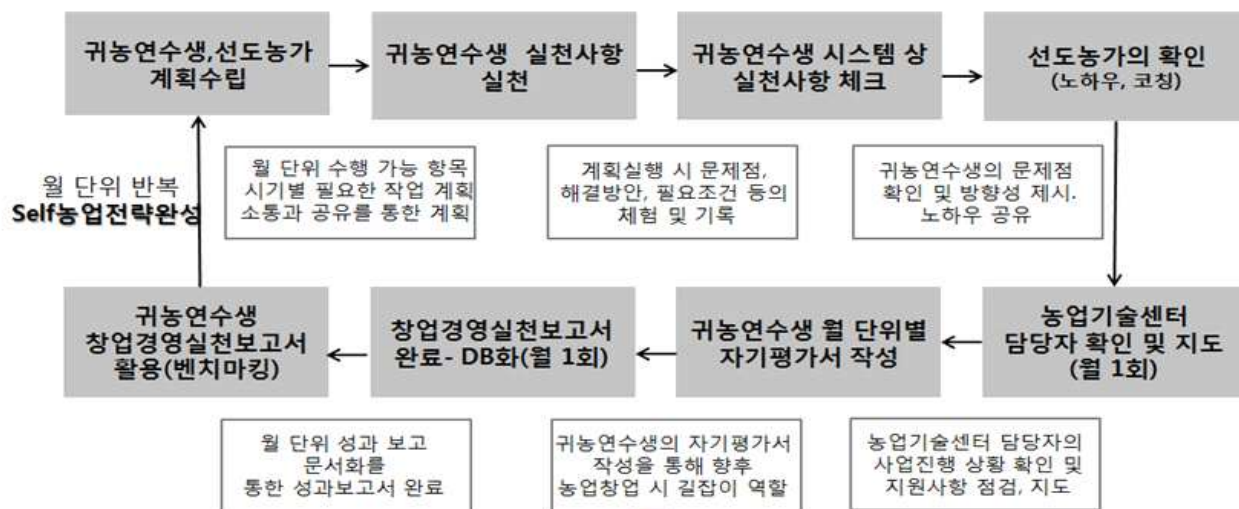 귀농연수생,선도농가
계획수립
귀농연수생 실천사항
실천
귀농연수생 시스템 상
실천사항 체크
선도농가의 확인
(노하우, 코칭)
월 단위 수행 가능 항목
시기별 필요한 작업 계획
소통과 공유를 통한 계획
계획실행 시 문제점,
해결방안, 필요조건 등의
체험 및 기록
귀농연수생의 문제점
확인 및 방향성 제시.
노하우 공유
월 단위 반복
Self농업전략완성
귀농연수생
창업경영실천보고서
활용(벤치마킹)
창업경영실천보고서
완료- DB화(월 1회)
귀농연수생 월 단위별
자기평가서 작성
농업기술센터
담당자 확인 및 지도
(월 1회)
월 단위 성과 보고
문서화를
통한 성과보고서 완료
귀농연수생의 자기평가서
작성을 통해 향후
농업창업 시 길잡이 역할
농업기술센터 담당자의
사업진행 상황 확인 및
지원사항 점검, 지도